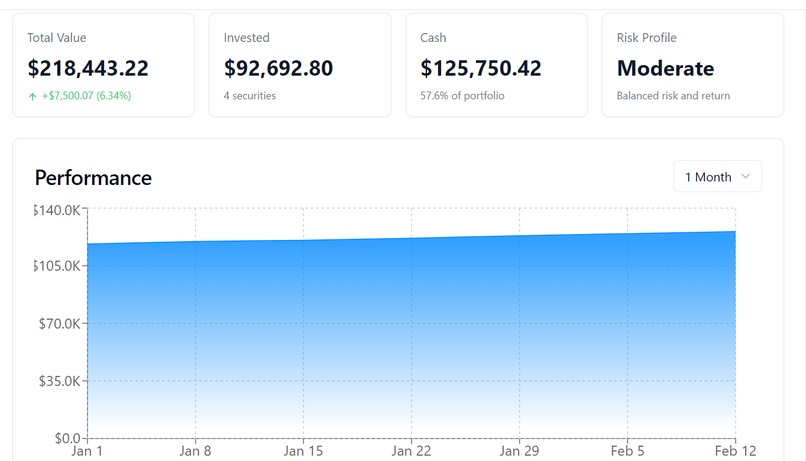 Total Value
$218,443.22
+$7,500.07 (6.34%)
Invested
$92,692.80
4 securities
Cash
$125,750.42
57.6% of portfolio
Risk Profile
Moderate
Balanced risk and return
Performance
1 Month
$140.0K
$105.0K
$70.0K
$35.0K
$0.0
Jan 1 Jan 8 Jan 15 Jan 22 Jan 29 Feb 5 Feb 12